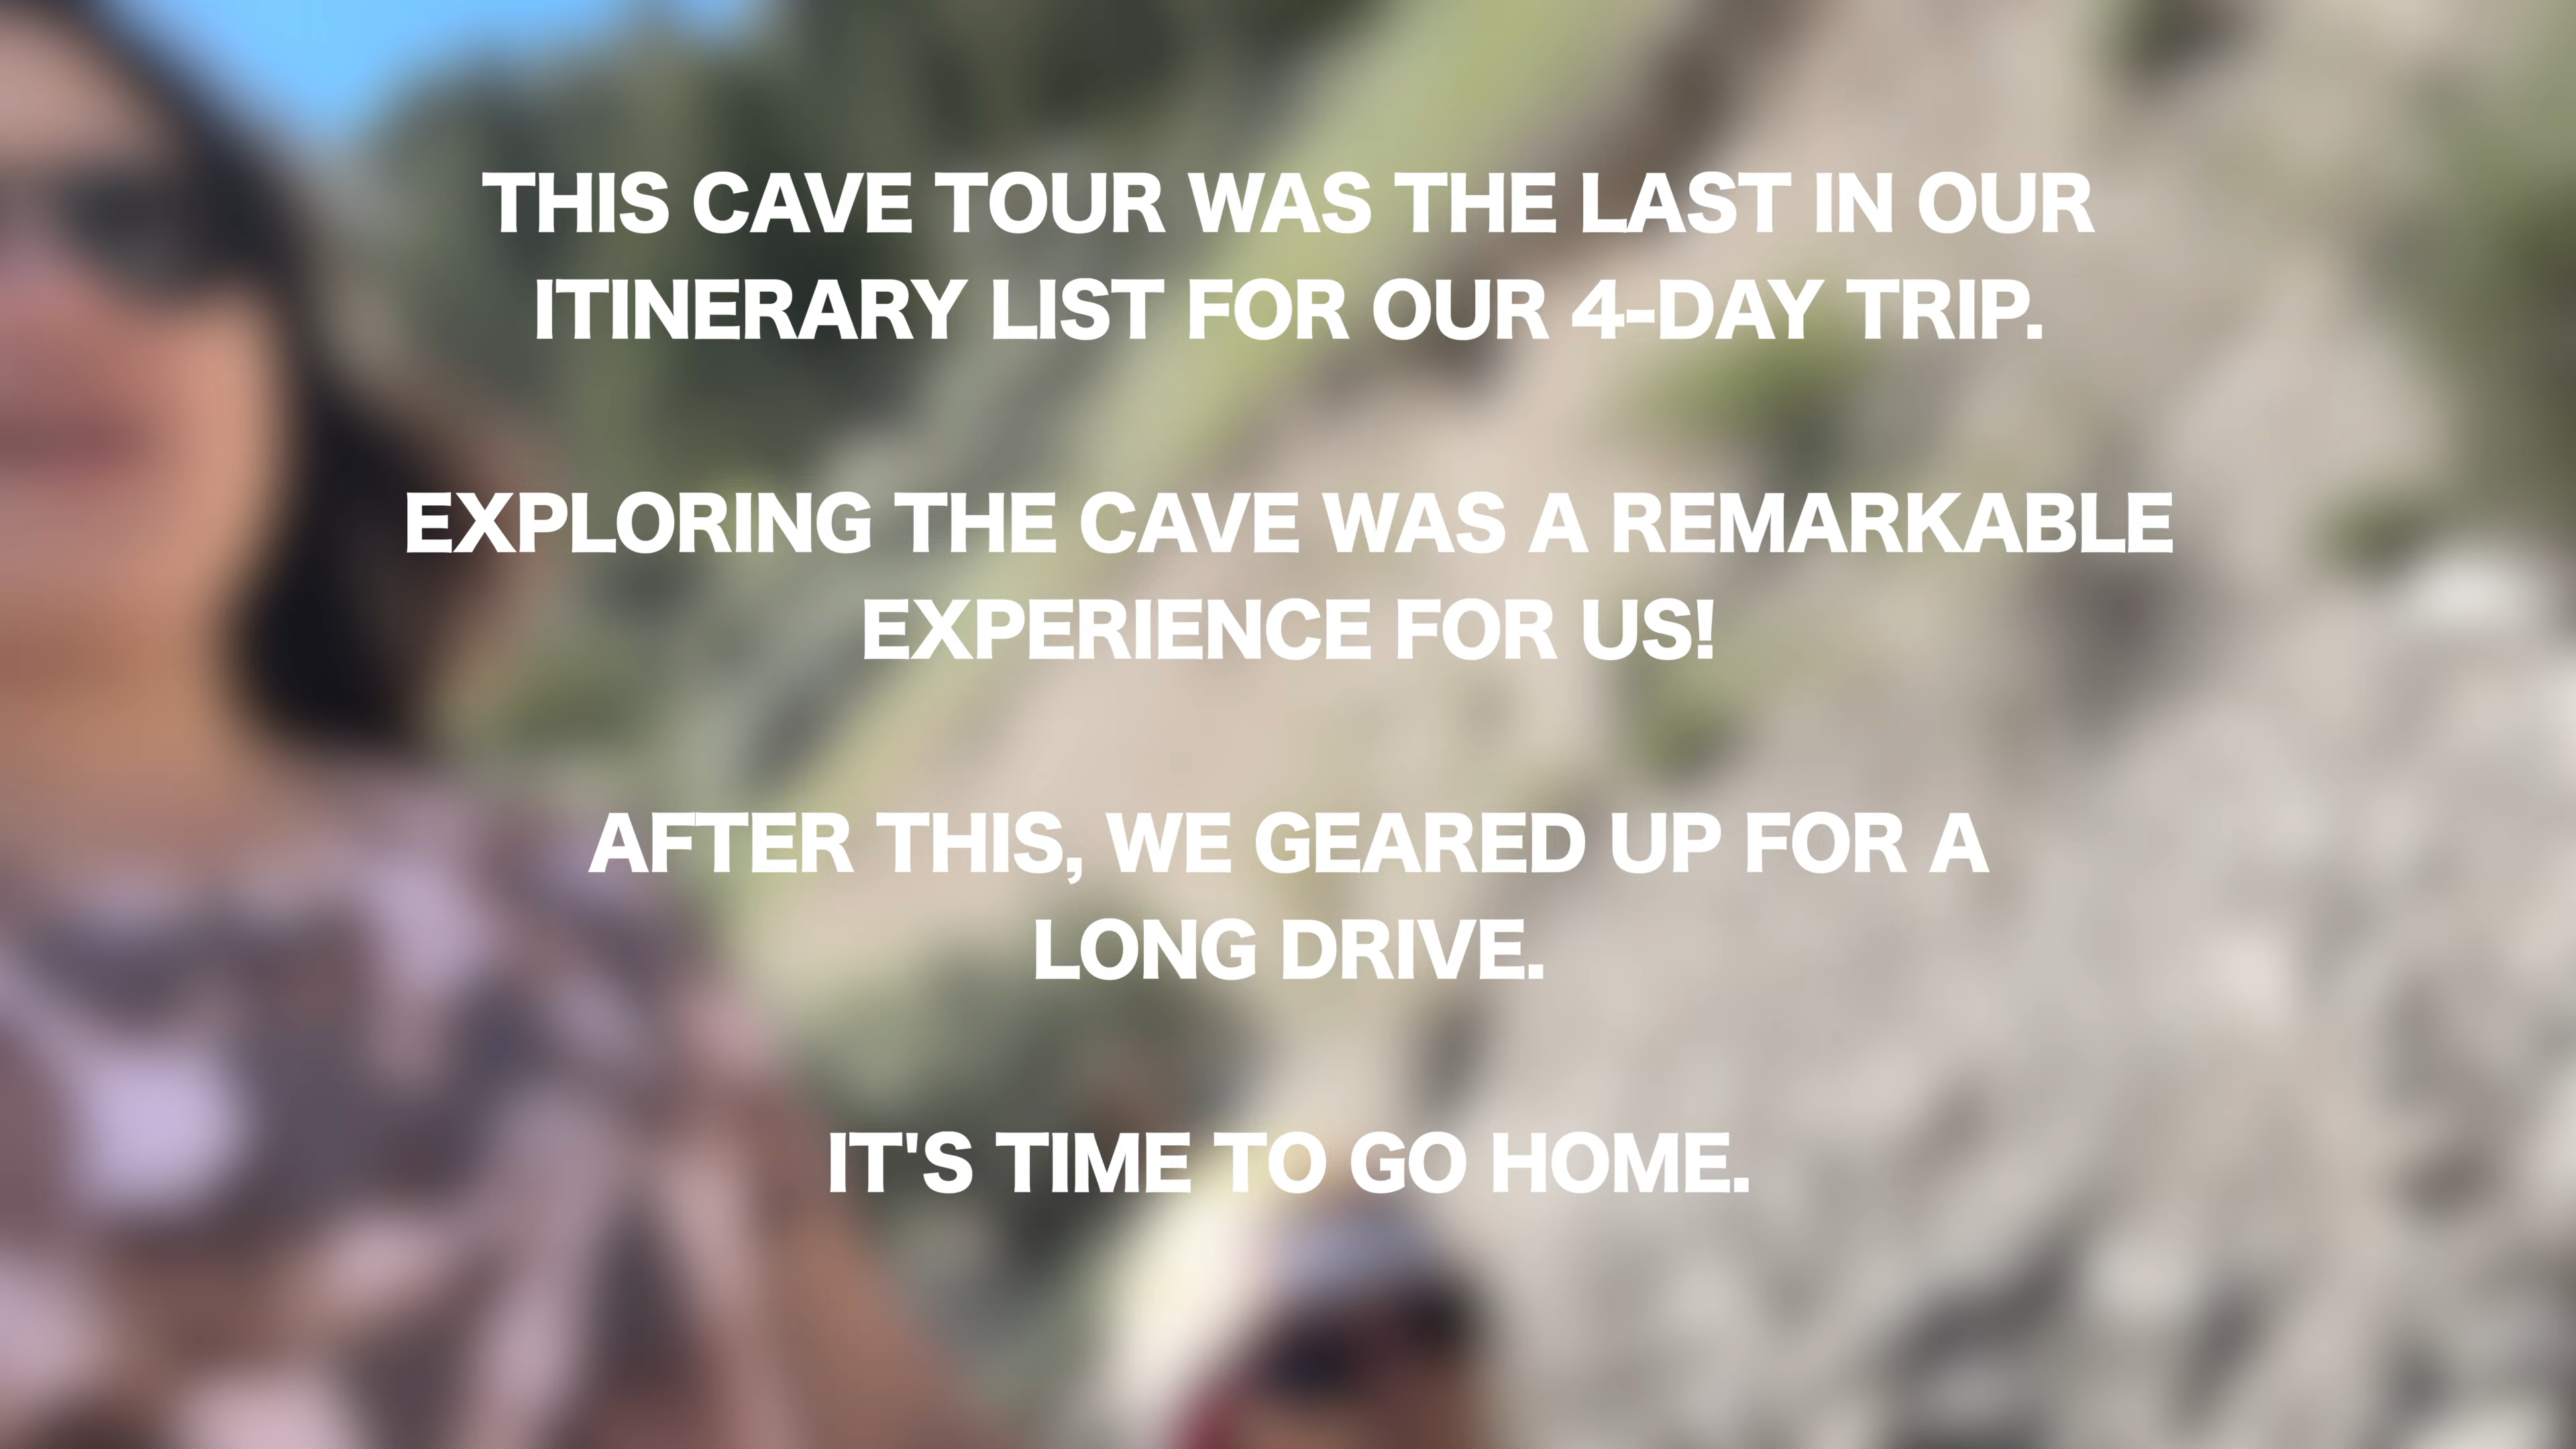 THIS CAVE TOUR WAS THE LAST IN OUR
ITINERARY LIST FOR OUR 4-DAY TRIP.
EXPLORING THE CAVE WAS A REMARKABLE
EXPERIENCE FOR US!
AFTER THIS, WE GEARED UP FOR A
LONG DRIVE.
IT'S TIME TO GO HOME.